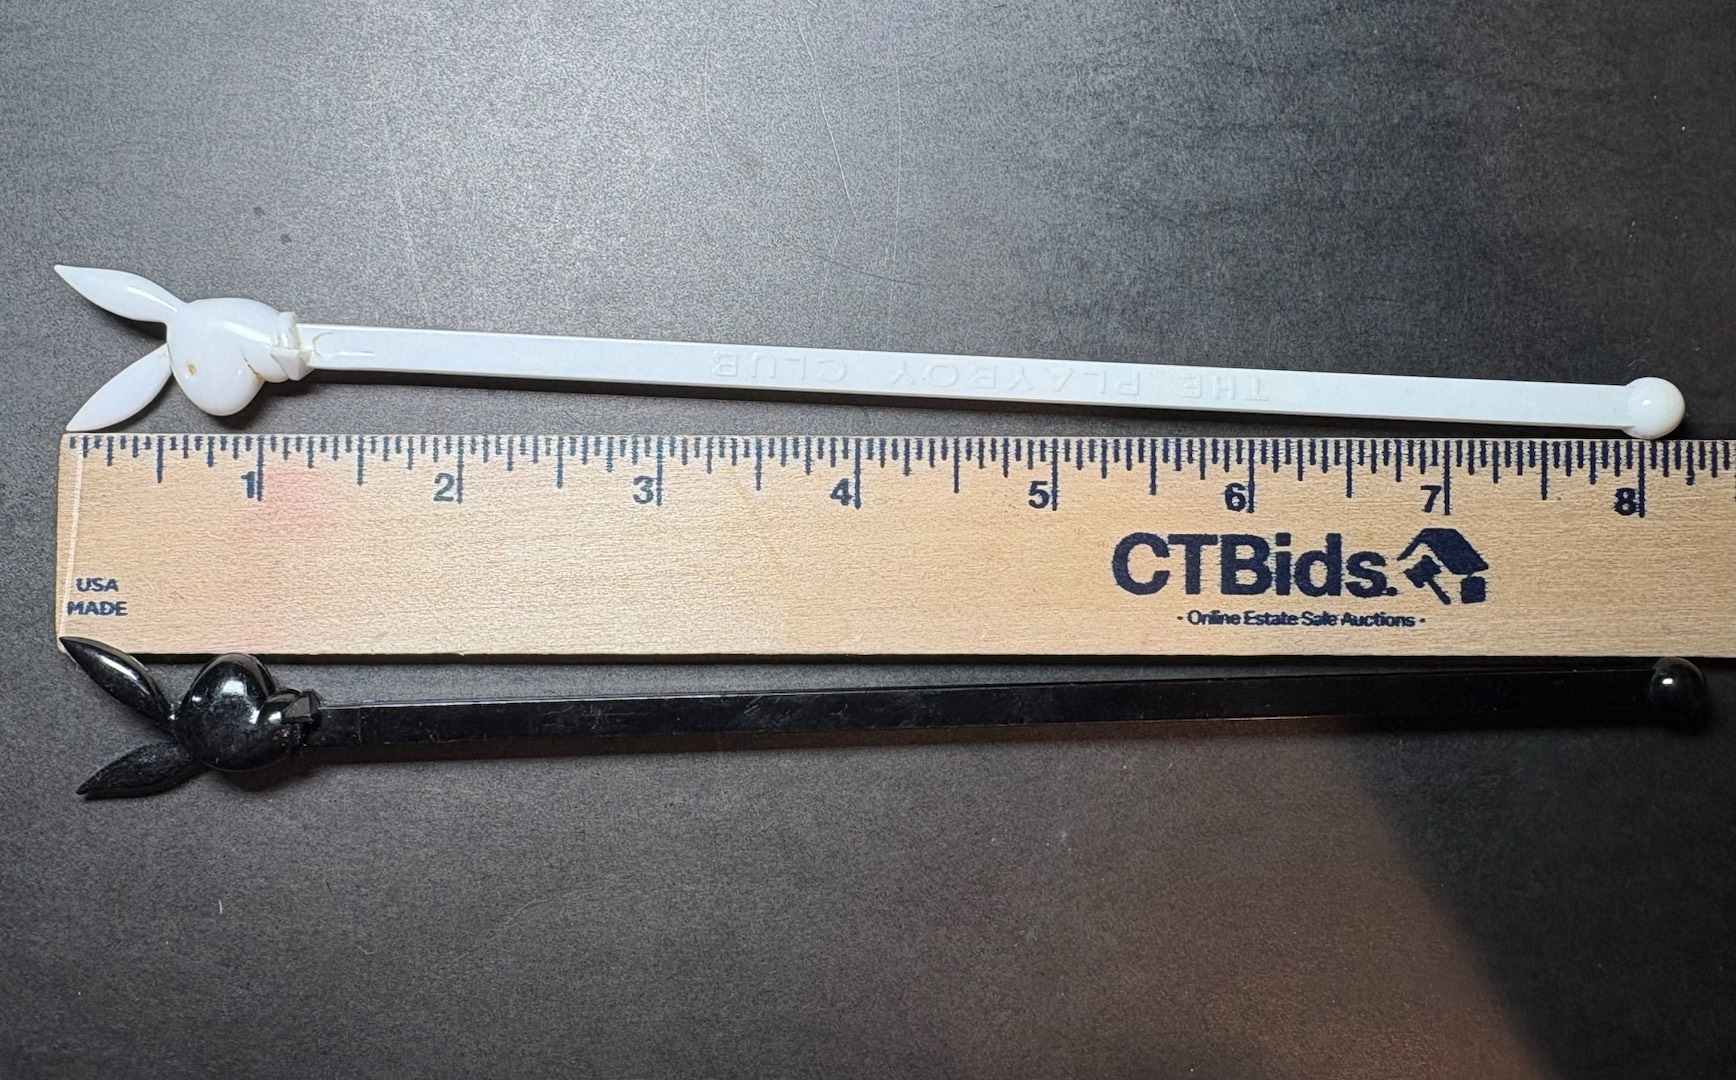 THE PLAYBOY CLUB
1 2 3 4 5 6 7 8
CTBids.
- Online Estate Sale Auctions -
USA
MADE